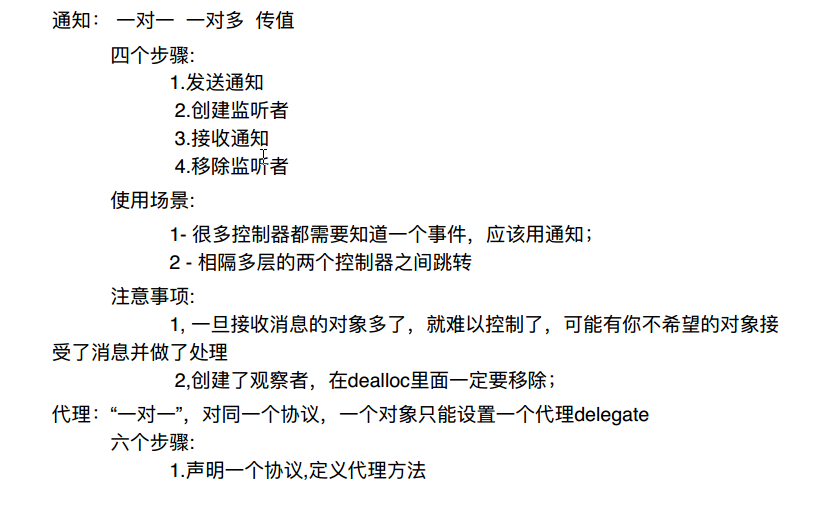 通知： 一对一  一对多  传值
四个步骤:
1.发送通知
2.创建监听者
3.接收通知
4.移除监听者
使用场景:
1- 很多控制器都需要知道一个事件，应该用通知；
2 - 相隔多层的两个控制器之间跳转
注意事项:
1, 一旦接收消息的对象多了，就难以控制了，可能有你不希望的对象接
受了消息并做了处理
2,创建了观察者，在dealloc里面一定要移除；
代理：“一对一”，对同一个协议，一个对象只能设置一个代理delegate
六个步骤:
1.声明一个协议,定义代理方法